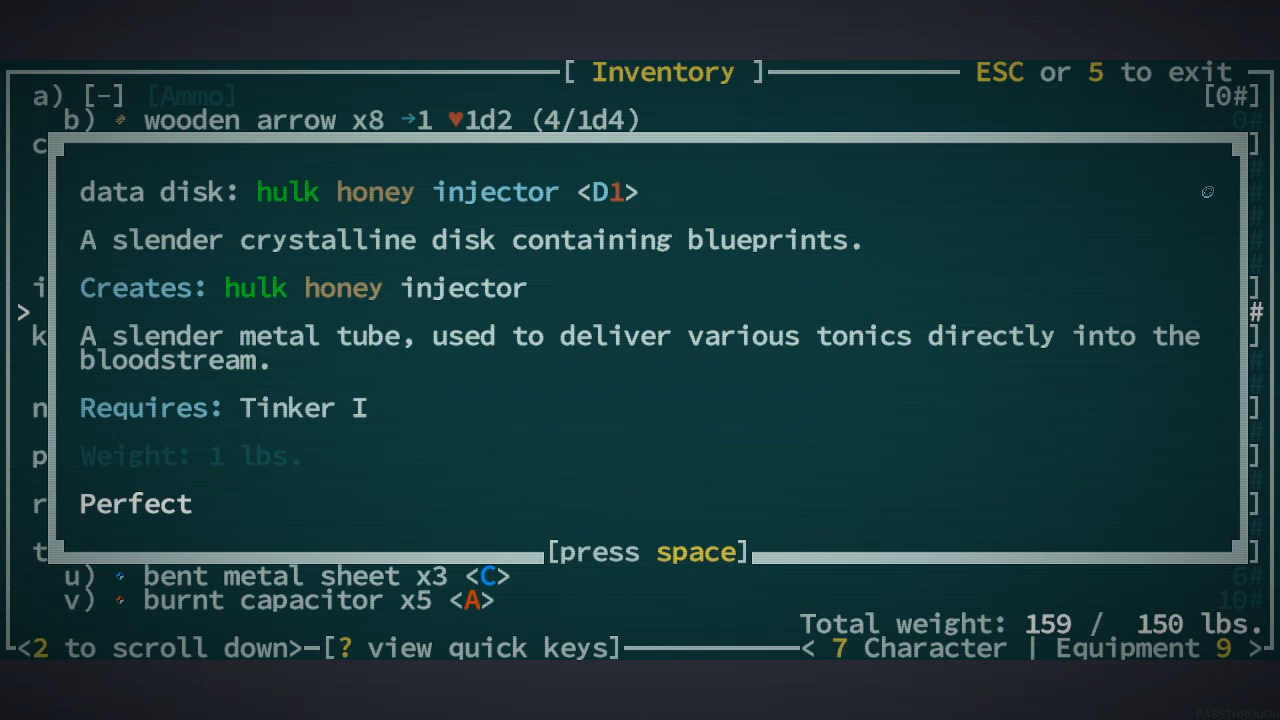 [ Inventory ] ESC or 5 to exit
a) [-] [Ammo] [0#]
b) wooden arrow x8 →1 ♥1d2 (4/1d4) 0#
c ]
data disk: hulk honey injector <D1>
A slender crystalline disk containing blueprints.
i Creates: hulk honey injector ]
> #
k A slender metal tube, used to deliver various tonics directly into the ]
bloodstream.
n Requires: Tinker I ]
p Weight: 1 lbs. ]
r Perfect ]
t [press space] ]
u) bent metal sheet x3 <C> 6#
v) burnt capacitor x5 <A> 10#
Total weight: 159 / 150 lbs.
<2 to scroll down> [? view quick keys] < 7 Character | Equipment 9 >